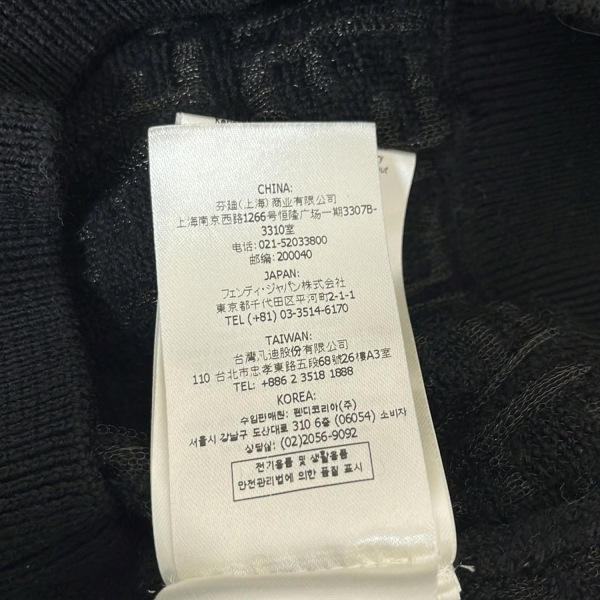 CHINA:
芬迪(上海)商业有限公司
上海南京西路1266号恒隆广场一期3307B-
3310室
电话:021-52033800
邮编:200040
JAPAN:
フェンディ・ジャパン株式会社
東京都千代田区平河町2-1-1
TEL (+81) 03-3514-6170
TAIWAN:
台灣汎迪股份有限公司
110 台北市忠孝東路五段68號26樓A3室
TEL: +886 2 3518 1888
KOREA:
수입판매원: 펜디코리아(주)
서울시 강남구 도산대로 310 6층 (06054) 소비자
상담실: (02)2056-9092
전기용품 및 생활용품
안전관리법에 의한 품질 표시